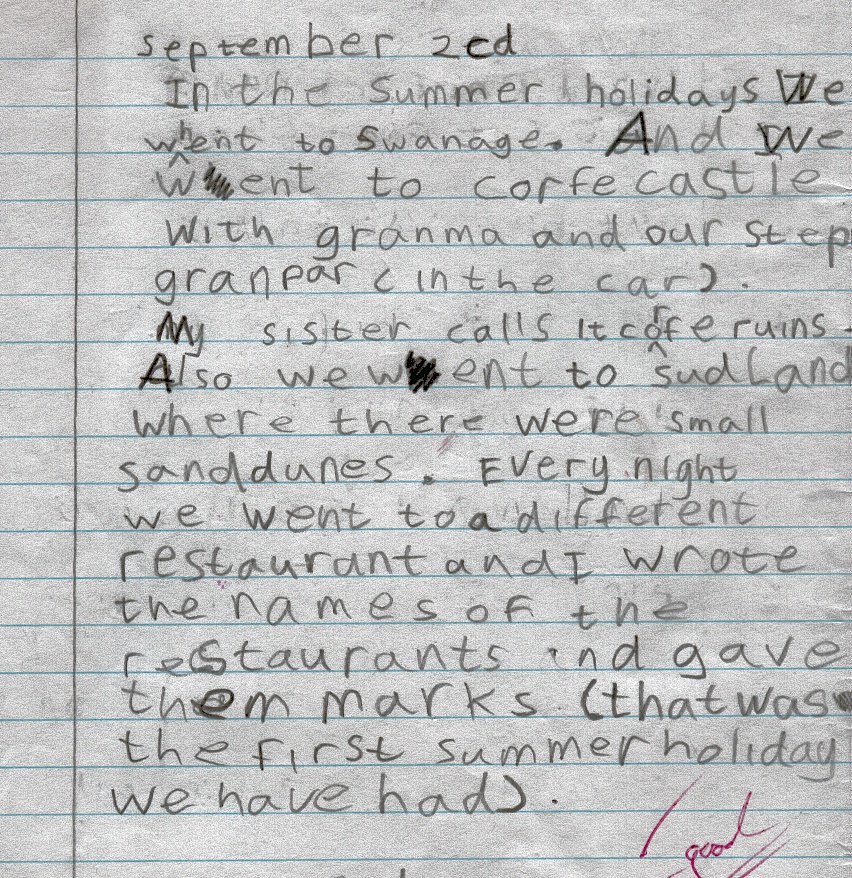 september 2cd
In the summer holidays We
whent to swanage. And We
went to corfe castle
with granma and our step
granpar (in the car).
My sister calls it corfe ruins.
Also we went to sudland
where there were small
sanddunes. Every night
we went to a different
restaurant and I wrote
the names of the
restaurants and gave
them marks. (that was
the first summer holiday
we have had).
good